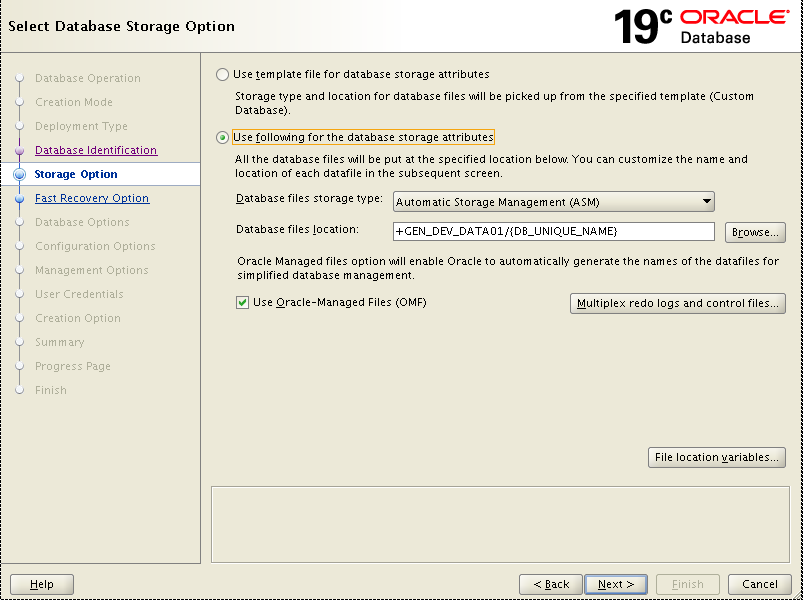 Select Database Storage Option
19c ORACLE
Database
Database Operation
Creation Mode
Deployment Type
Database Identification
Storage Option
Fast Recovery Option
Database Options
Configuration Options
Management Options
User Credentials
Creation Option
Summary
Progress Page
Finish
Use template file for database storage attributes
Storage type and location for database files will be picked up from the specified template (Custom
Database).
Use following for the database storage attributes
All the database files will be put at the specified location below. You can customize the name and
location of each datafile in the subsequent screen.
Database files storage type: Automatic Storage Management (ASM)
Database files location: +GEN_DEV_DATA01/{DB_UNIQUE_NAME} Browse...
Oracle Managed files option will enable Oracle to automatically generate the names of the datafiles for
simplified database management.
Use Oracle-Managed Files (OMF) Multiplex redo logs and control files...
File location variables...
Help < Back Next > Finish Cancel